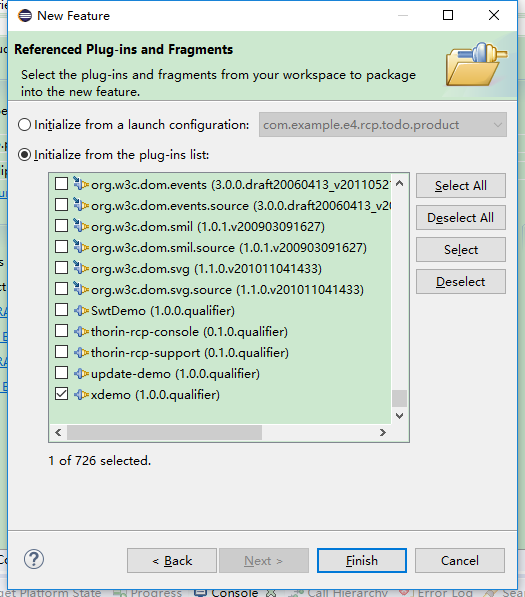 New Feature
Referenced Plug-ins and Fragments
Select the plug-ins and fragments from your workspace to package
into the new feature.
Initialize from a launch configuration:
com.example.e4.rcp.todo.product
Initialize from the plug-ins list:
org.w3c.dom.events (3.0.0.draft20060413_v20110521
org.w3c.dom.events.source (3.0.0.draft20060413_v20
org.w3c.dom.smil (1.0.1.v200903091627)
org.w3c.dom.smil.source (1.0.1.v200903091627)
org.w3c.dom.svg (1.1.0.v201011041433)
org.w3c.dom.svg.source (1.1.0.v201011041433)
SwtDemo (1.0.0.qualifier)
thorin-rcp-console (0.1.0.qualifier)
thorin-rcp-support (0.1.0.qualifier)
update-demo (1.0.0.qualifier)
xdemo (1.0.0.qualifier)
Select All
Deselect All
Select
Deselect
1 of 726 selected.
< Back
Next >
Finish
Cancel
get Platform State
Progress
Console
Call Hierarchy
Error Log
Sea